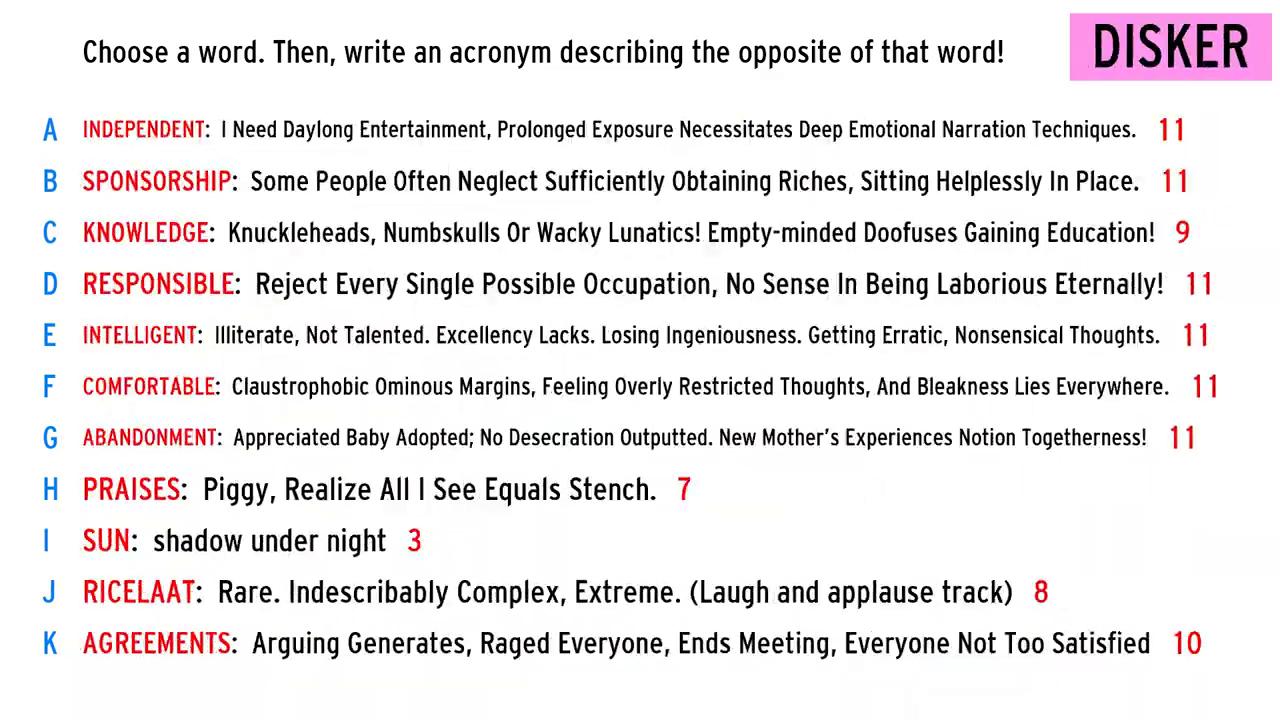 Choose a word. Then, write an acronym describing the opposite of that word!
DISKER
A INDEPENDENT: I Need Daylong Entertainment, Prolonged Exposure Necessitates Deep Emotional Narration Techniques. 11
B SPONSORSHIP: Some People Often Neglect Sufficiently Obtaining Riches, Sitting Helplessly In Place. 11
C KNOWLEDGE: Knuckleheads, Numbskulls Or Wacky Lunatics! Empty-minded Doofuses Gaining Education! 9
D RESPONSIBLE: Reject Every Single Possible Occupation, No Sense In Being Laborious Eternally! 11
E INTELLIGENT: Illiterate, Not Talented. Excellency Lacks. Losing Ingeniousness. Getting Erratic, Nonsensical Thoughts. 11
F COMFORTABLE: Claustrophobic Ominous Margins, Feeling Overly Restricted Thoughts, And Bleakness Lies Everywhere. 11
G ABANDONMENT: Appreciated Baby Adopted; No Desecration Outputted. New Mother's Experiences Notion Togetherness! 11
H PRAISES: Piggy, Realize All I See Equals Stench. 7
I SUN: shadow under night 3
J RICELAAT: Rare. Indescribably Complex, Extreme. (Laugh and applause track) 8
K AGREEMENTS: Arguing Generates, Raged Everyone, Ends Meeting, Everyone Not Too Satisfied 10